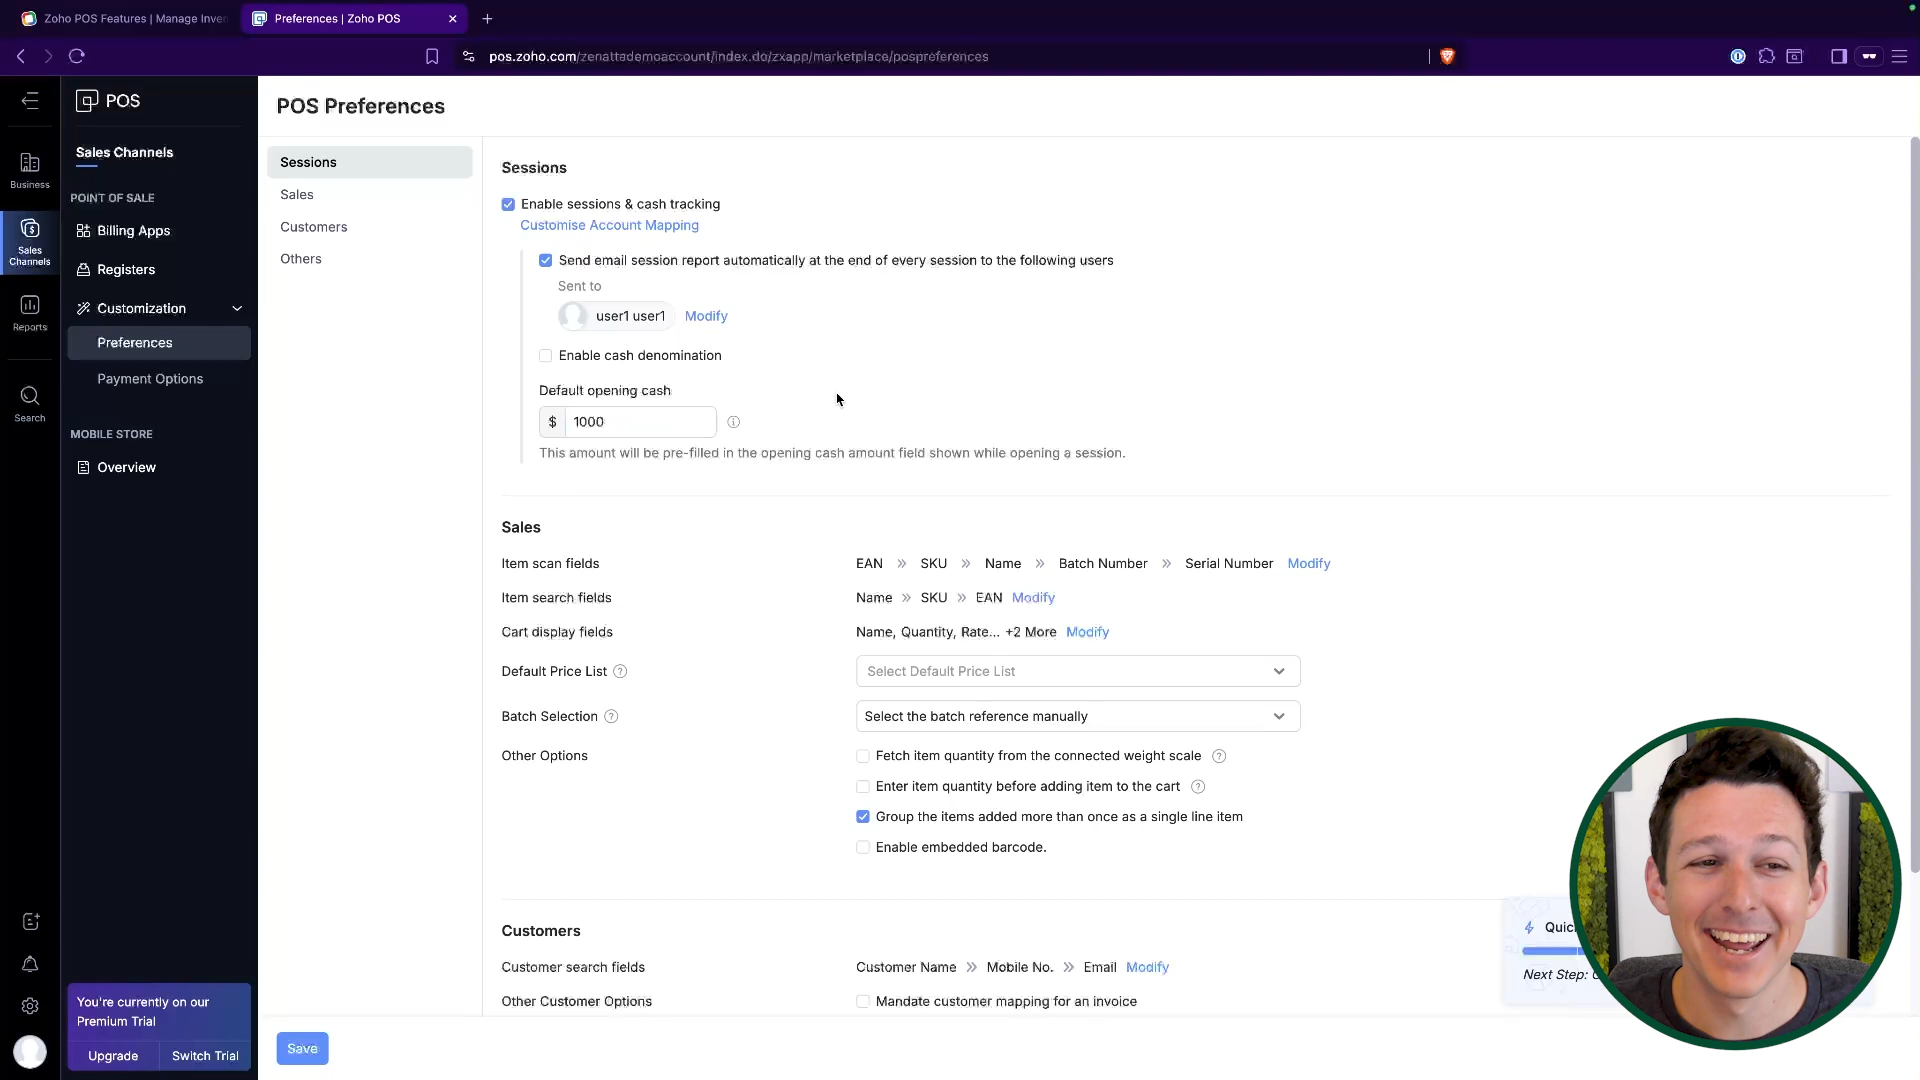 Zoho POS Features | Manage Inven
Preferences | Zoho POS
pos.zoho.com/zenattademoaccount/index.do/zxapp/marketplace/pospreferences
POS
Sales Channels
POINT OF SALE
Billing Apps
Registers
Customization
Preferences
Payment Options
MOBILE STORE
Overview
Business
Sales
Channels
Reports
Search
You're currently on our
Premium Trial
Upgrade
Switch Trial
POS Preferences
Sessions
Sales
Customers
Others
Sessions
Enable sessions & cash tracking
Customise Account Mapping
Send email session report automatically at the end of every session to the following users
Sent to
user1 user1 Modify
Enable cash denomination
Default opening cash
$ 1000
This amount will be pre-filled in the opening cash amount field shown while opening a session.
Sales
Item scan fields EAN » SKU » Name » Batch Number » Serial Number Modify
Item search fields Name » SKU » EAN Modify
Cart display fields Name, Quantity, Rate... +2 More Modify
Default Price List Select Default Price List
Batch Selection Select the batch reference manually
Other Options Fetch item quantity from the connected weight scale
Enter item quantity before adding item to the cart
Group the items added more than once as a single line item
Enable embedded barcode.
Customers
Customer search fields Customer Name » Mobile No. » Email Modify
Other Customer Options Mandate customer mapping for an invoice
Save
Quic
Next Step: